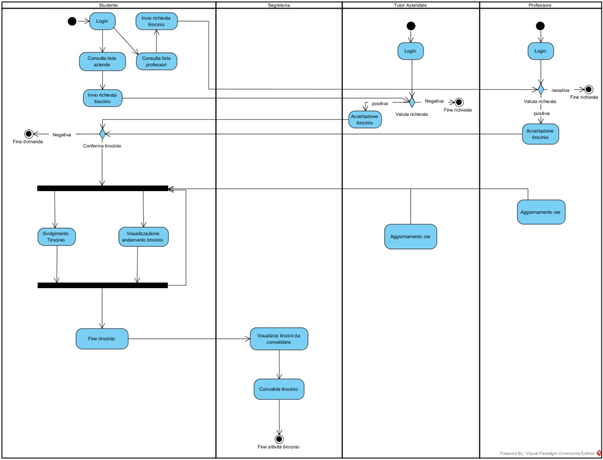 Studente
Segreteria
Tutor Aziendale
Professore
Login
Invio richiesta
tirocinio
Consulta lista
aziende
Consulta lista
professori
Invio richiesta
tirocinio
Login
Login
positiva
Negativa
Valuta richiesta
Fine richiesta
negativa
Valuta richiesta
Fine richiesta
positiva
Accettazione
tirocinio
Accettazione
tirocinio
Negativa
Fine domanda
Conferma tirocinio
Svolgimento
Tirocinio
Visualizzazione
andamento tirocinio
Aggiornamento ore
Aggiornamento ore
Fine tirocinio
Visualizza tirocini da
convalidare
Convalida tirocinio
Fine attività tirocinio
Powered By: Visual Paradigm Community Edition